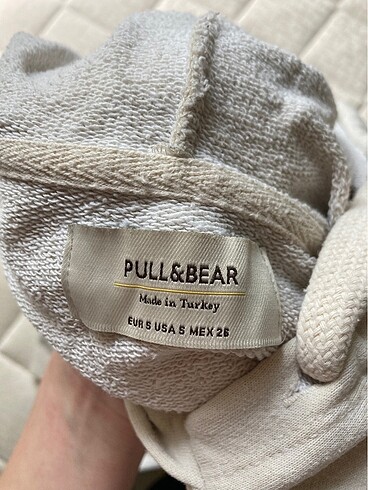 PULL&BEAR
Made in Turkey
EUR S USA S MEX 26